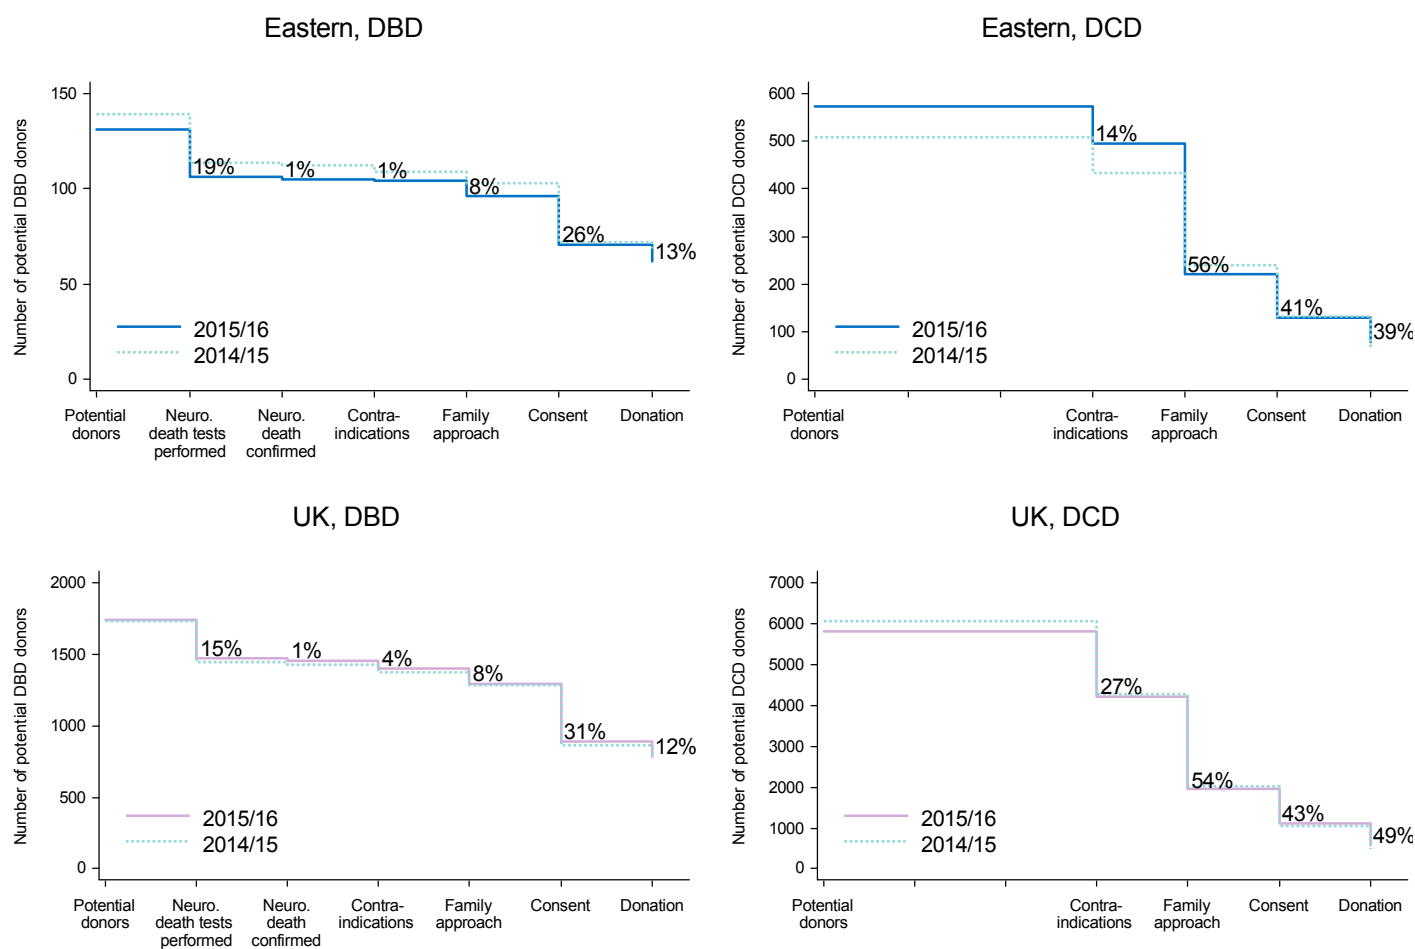 Eastern, DBD
Number of potential DBD donors
150
100
50
0
19%
1%
1%
8%
26%
13%
2015/16
2014/15
Potential
donors
Neuro.
death tests
performed
Neuro.
death
confirmed
Contra-
indications
Family
approach
Consent
Donation
Eastern, DCD
Number of potential DCD donors
600
500
400
300
200
100
0
14%
56%
41%
39%
2015/16
2014/15
Potential
donors
Contra-
indications
Family
approach
Consent
Donation
UK, DBD
Number of potential DBD donors
2000
1500
1000
500
0
15%
1%
4%
8%
31%
12%
2015/16
2014/15
Potential
donors
Neuro.
death tests
performed
Neuro.
death
confirmed
Contra-
indications
Family
approach
Consent
Donation
UK, DCD
Number of potential DCD donors
7000
6000
5000
4000
3000
2000
1000
0
27%
54%
43%
49%
2015/16
2014/15
Potential
donors
Contra-
indications
Family
approach
Consent
Donation